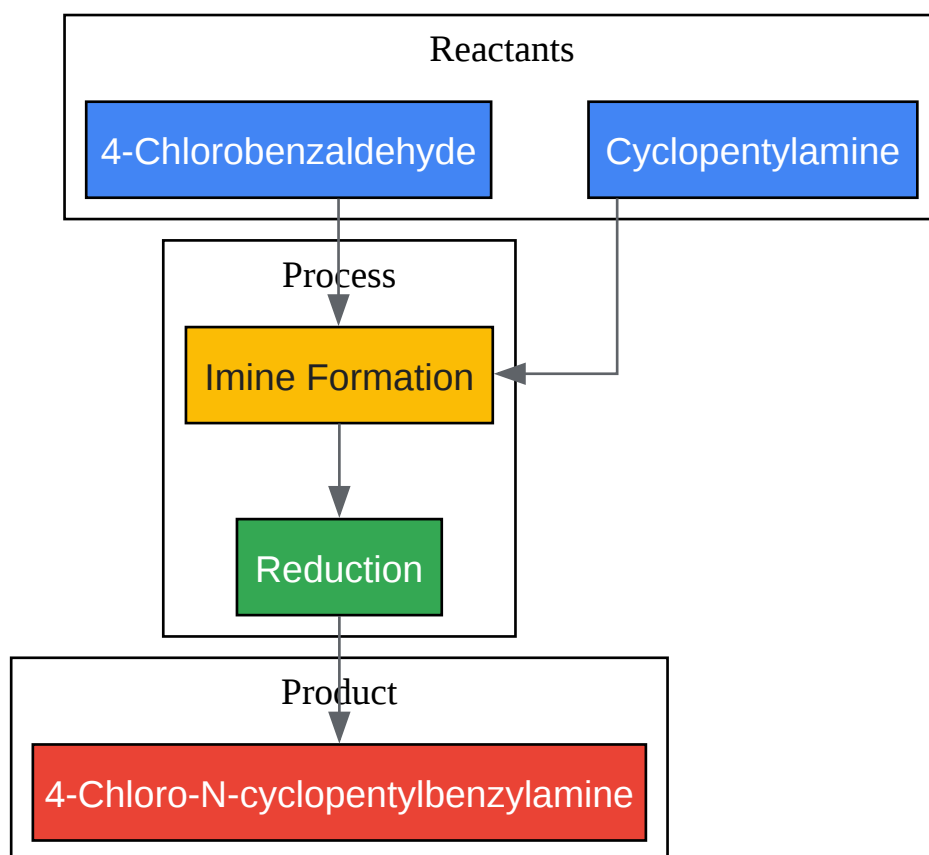 Reactants
4-Chlorobenzaldehyde
Cyclopentylamine
Process
Imine Formation
Reduction
Product
4-Chloro-N-cyclopentylbenzylamine